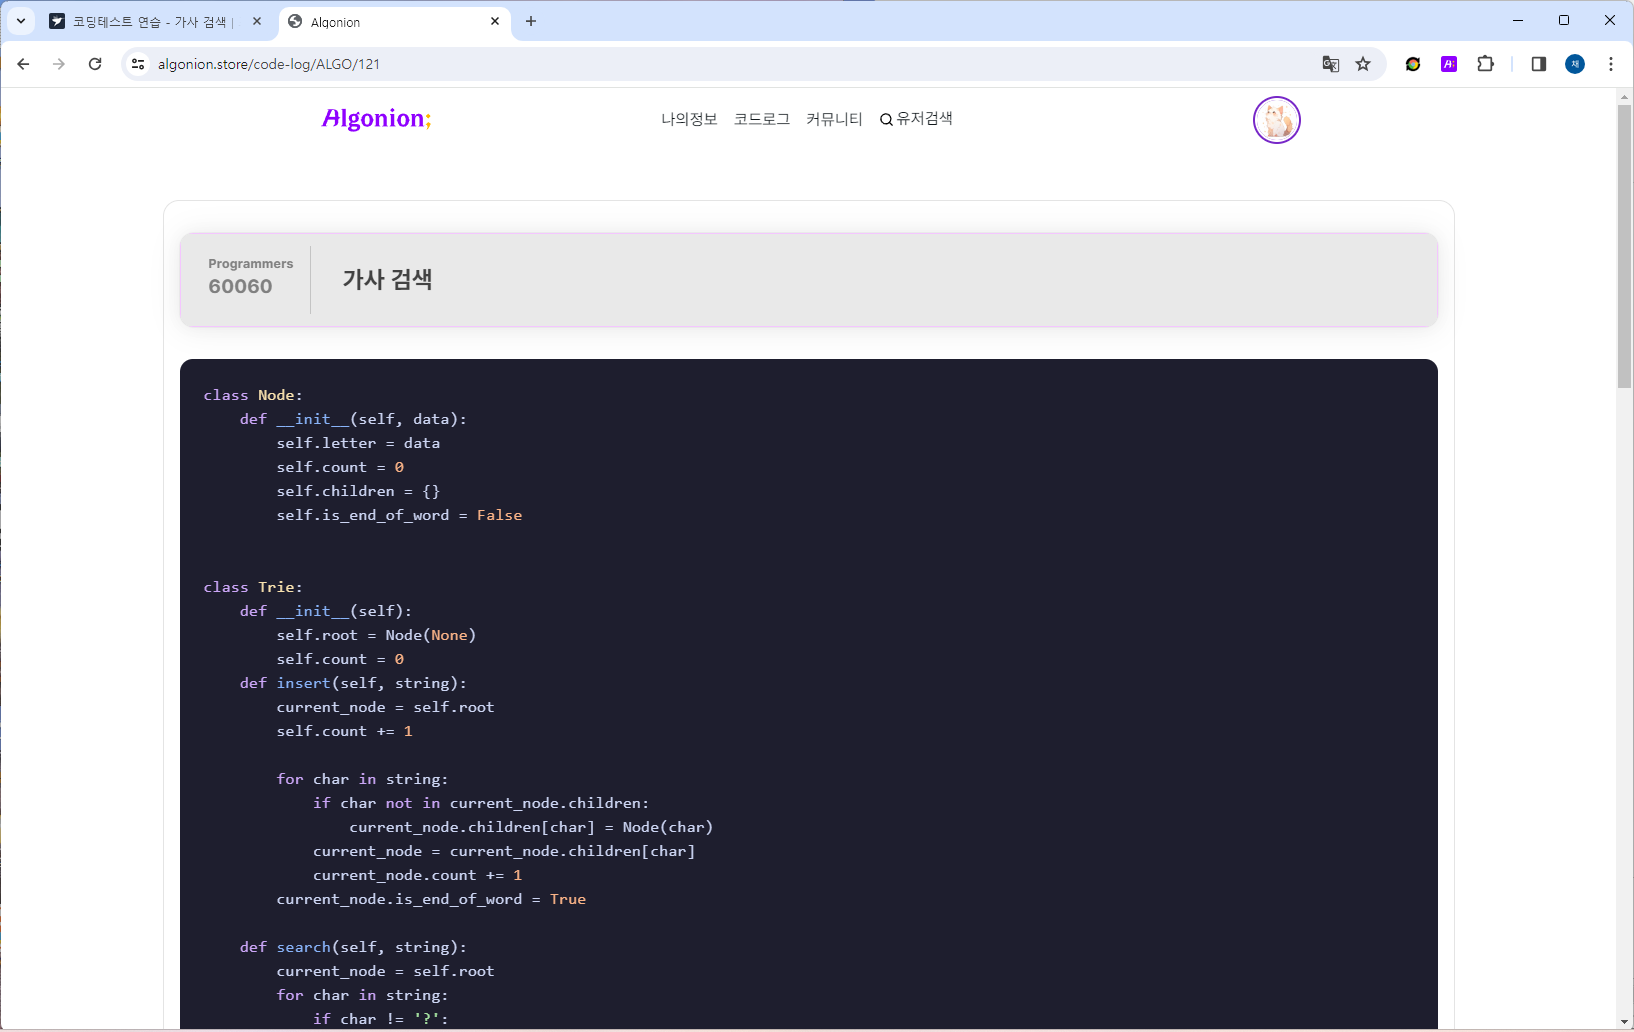 코딩테스트 연습 - 가사 검색 |
Algonion
algonion.store/code-log/ALGO/121
채
Algonion;
나의정보 코드로그 커뮤니티 유저검색
Programmers
60060
가사 검색
class Node:
    def __init__(self, data):
        self.letter = data
        self.count = 0
        self.children = {}
        self.is_end_of_word = False
class Trie:
    def __init__(self):
        self.root = Node(None)
        self.count = 0
    def insert(self, string):
        current_node = self.root
        self.count += 1
        for char in string:
            if char not in current_node.children:
                current_node.children[char] = Node(char)
            current_node = current_node.children[char]
            current_node.count += 1
        current_node.is_end_of_word = True
    def search(self, string):
        current_node = self.root
        for char in string:
            if char != '?':